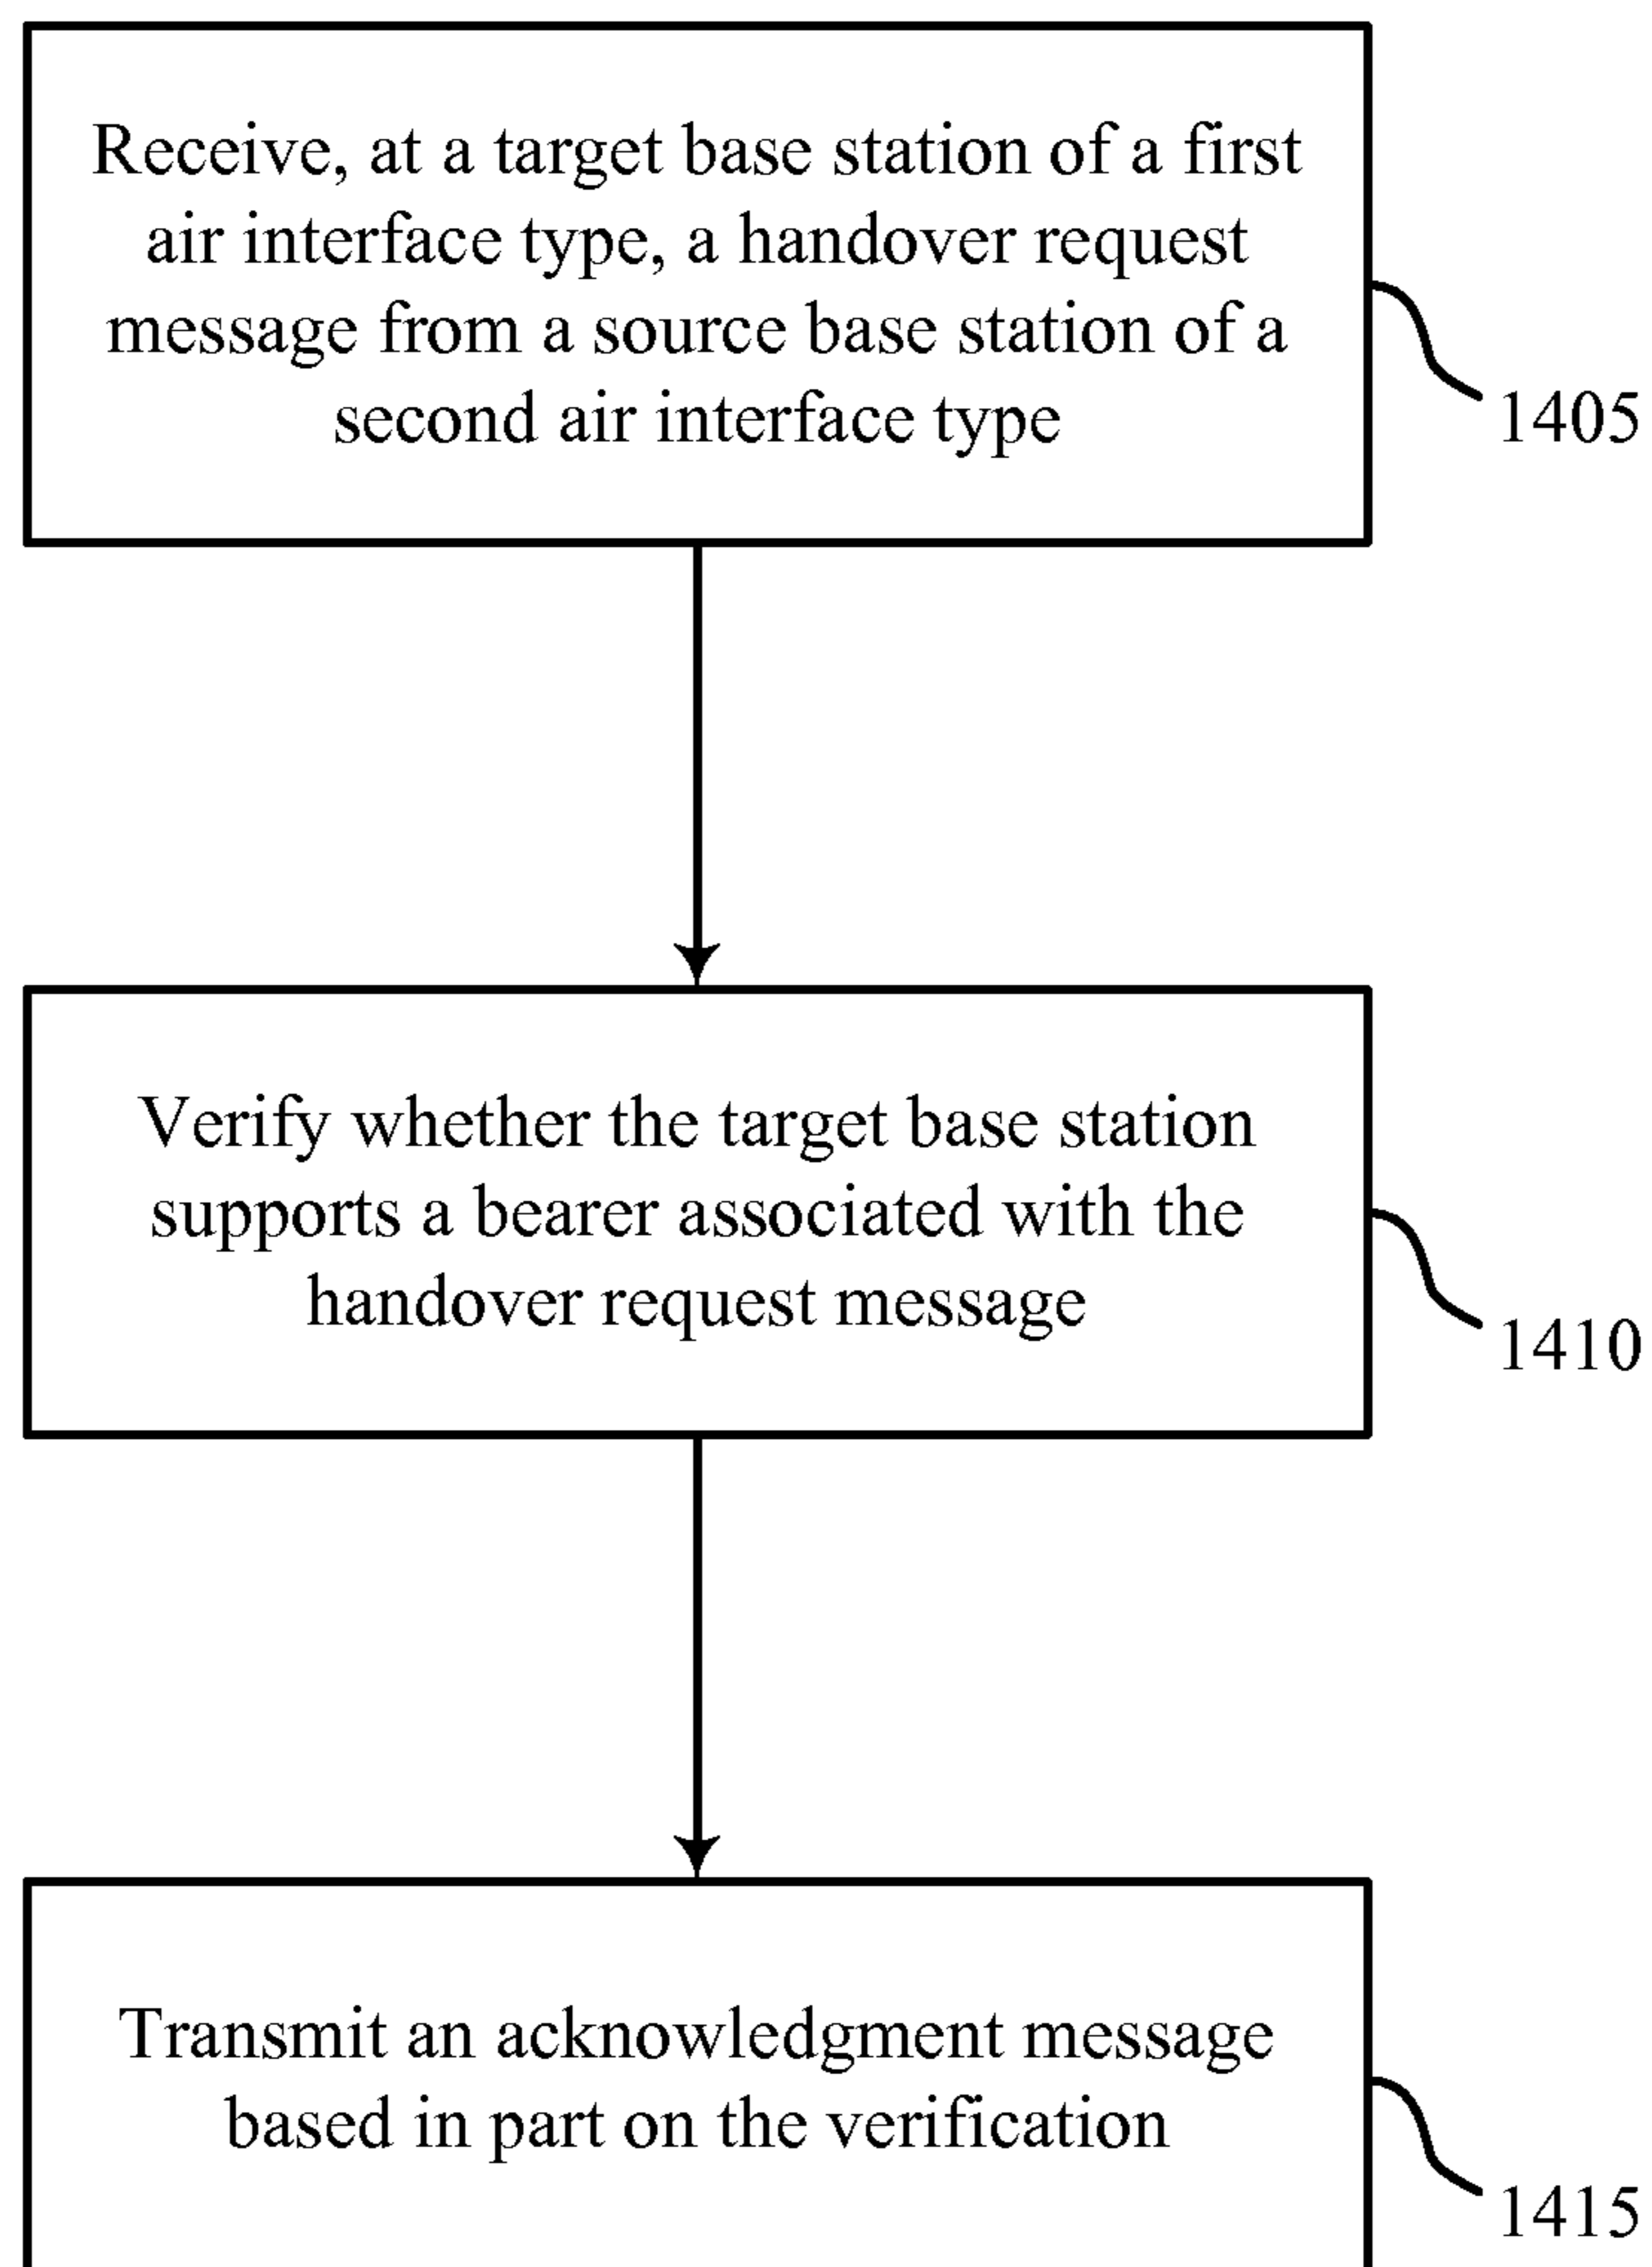 Receive, at a target base station of a first
air interface type, a handover request
message from a source base station of a
second air interface type
1405
Verify whether the target base station
supports a bearer associated with the
handover request message
1410
Transmit an acknowledgment message
based in part on the verification
1415